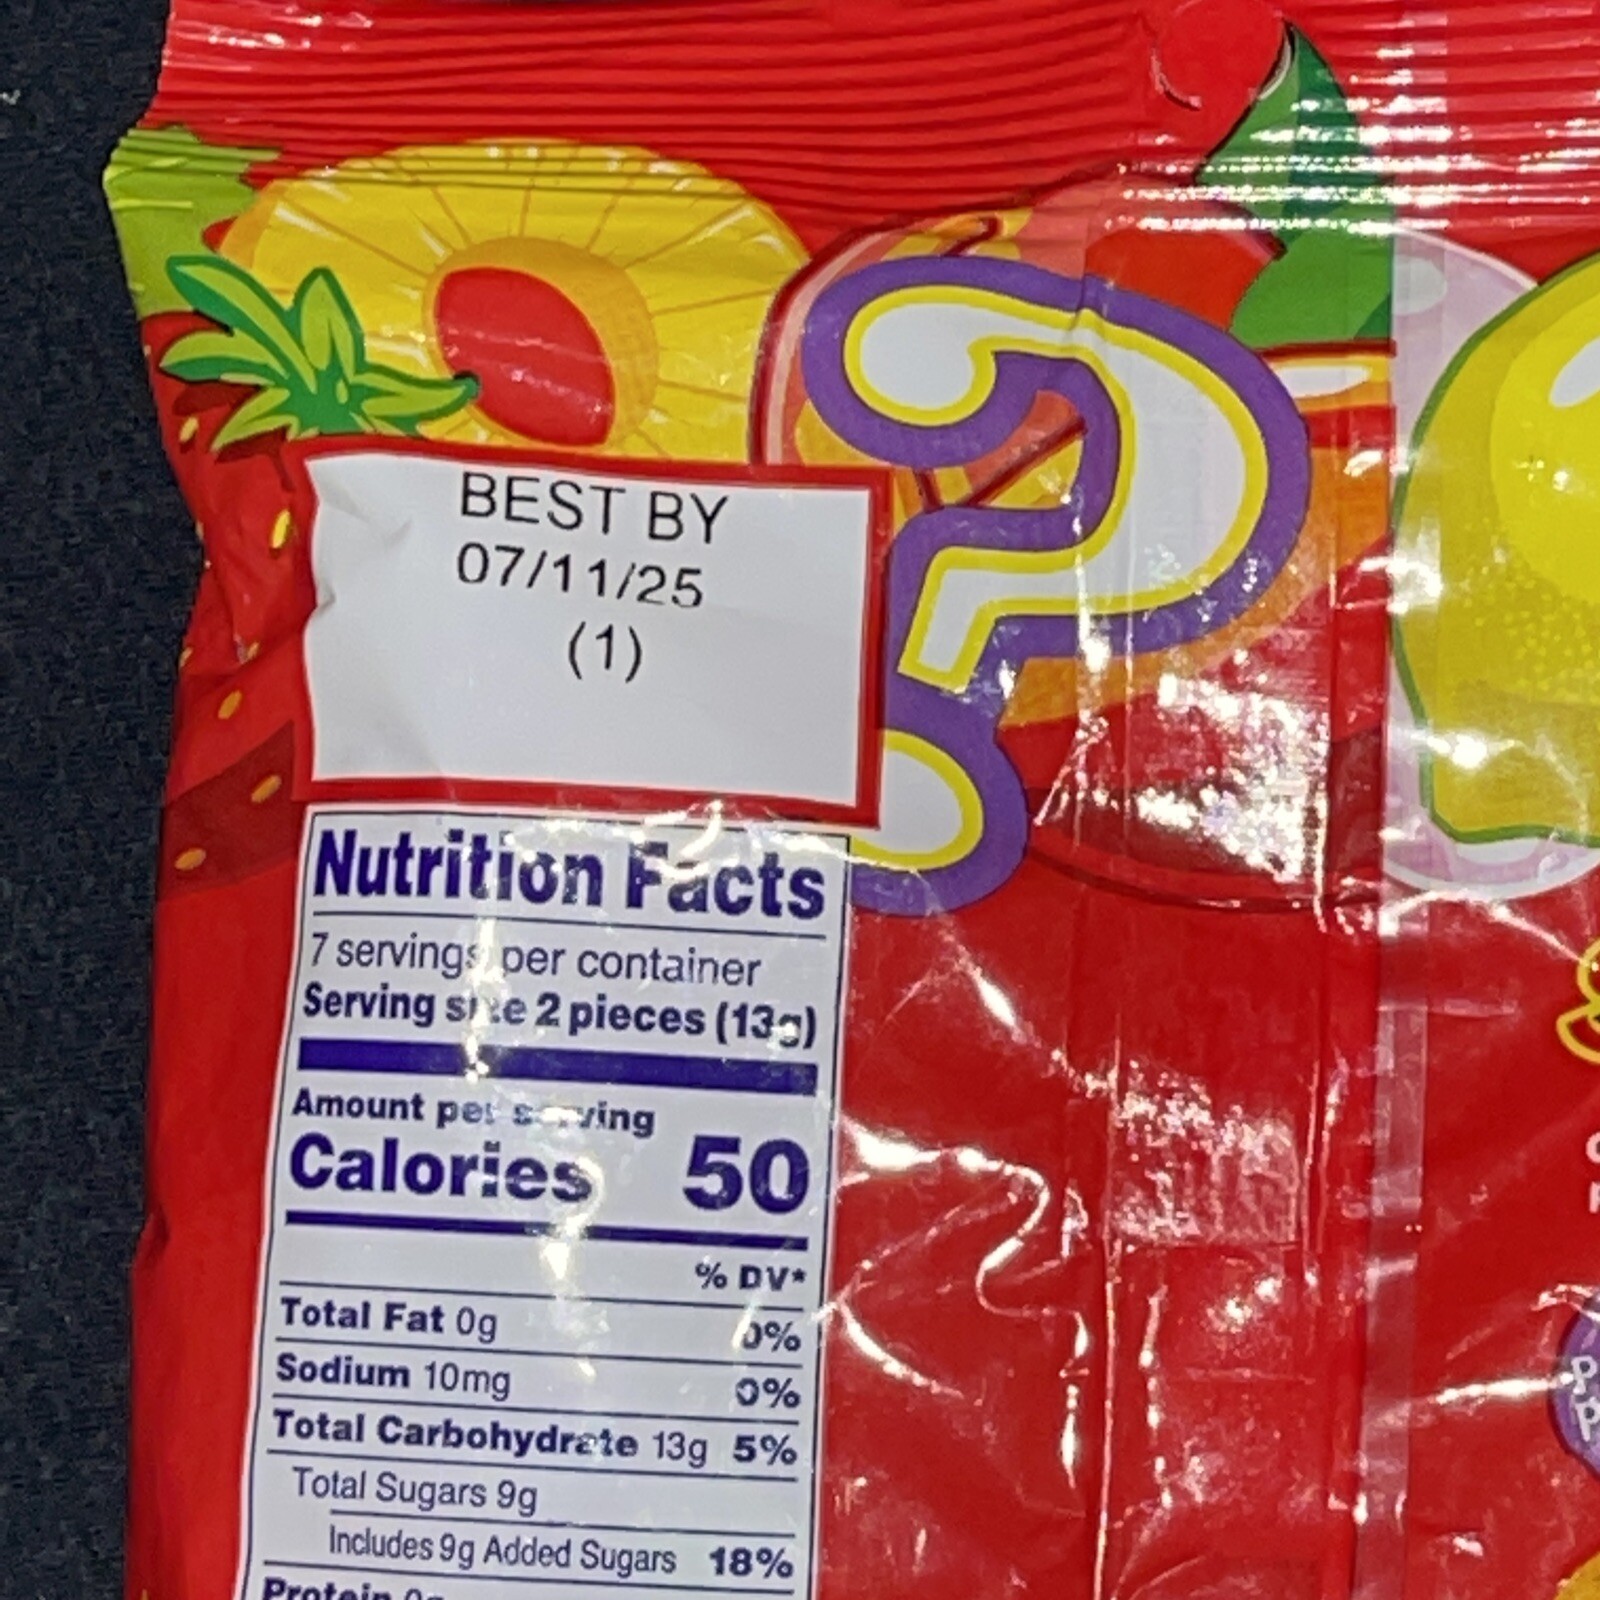 BEST BY
07/11/25
(1)
Nutrition Facts
7 servings per container
Serving size 2 pieces (13g)
Amount per serving
Calories 50
% DV*
Total Fat 0g 0%
Sodium 10mg 0%
Total Carbohydrate 13g 5%
Total Sugars 9g
Includes 9g Added Sugars 18%
Protein 0g